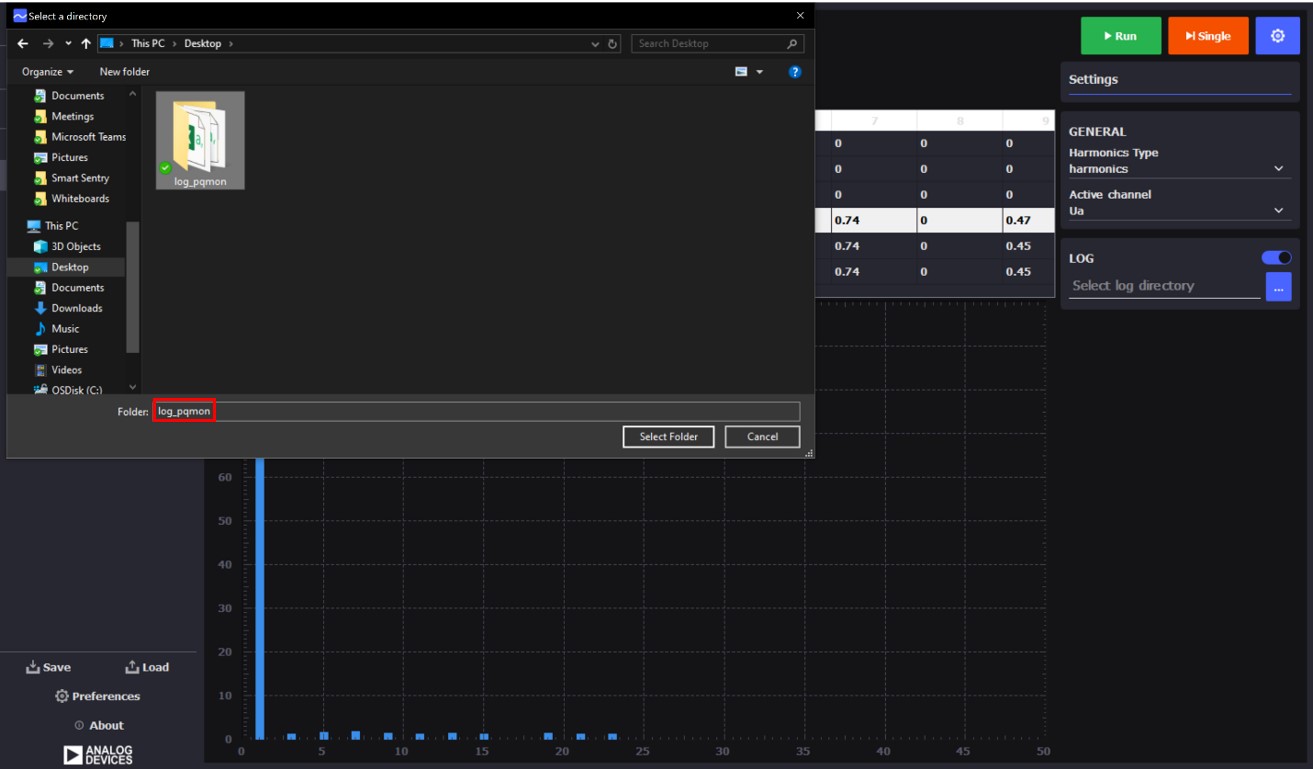 Select a directory
This PC > Desktop >
Search Desktop
Organize
New folder
?
Documents
Meetings
Microsoft Teams
Pictures
Smart Sentry
Whiteboards
This PC
3D Objects
Desktop
Documents
Downloads
Music
Pictures
Videos
OSDisk (C:)
log_pqmon
Folder: log_pqmon
Select Folder
Cancel
Run
Single
Settings
GENERAL
Harmonics Type
harmonics
Active channel
Ua
LOG
Select log directory
...
7 8 9
0 0 0
0 0 0
0 0 0
0.74 0 0.47
0.74 0 0.45
0.74 0 0.45
60
50
40
30
20
10
0
0 5 10 15 20 25 30 35 40 45 50
Save
Load
Preferences
About
ANALOG
DEVICES